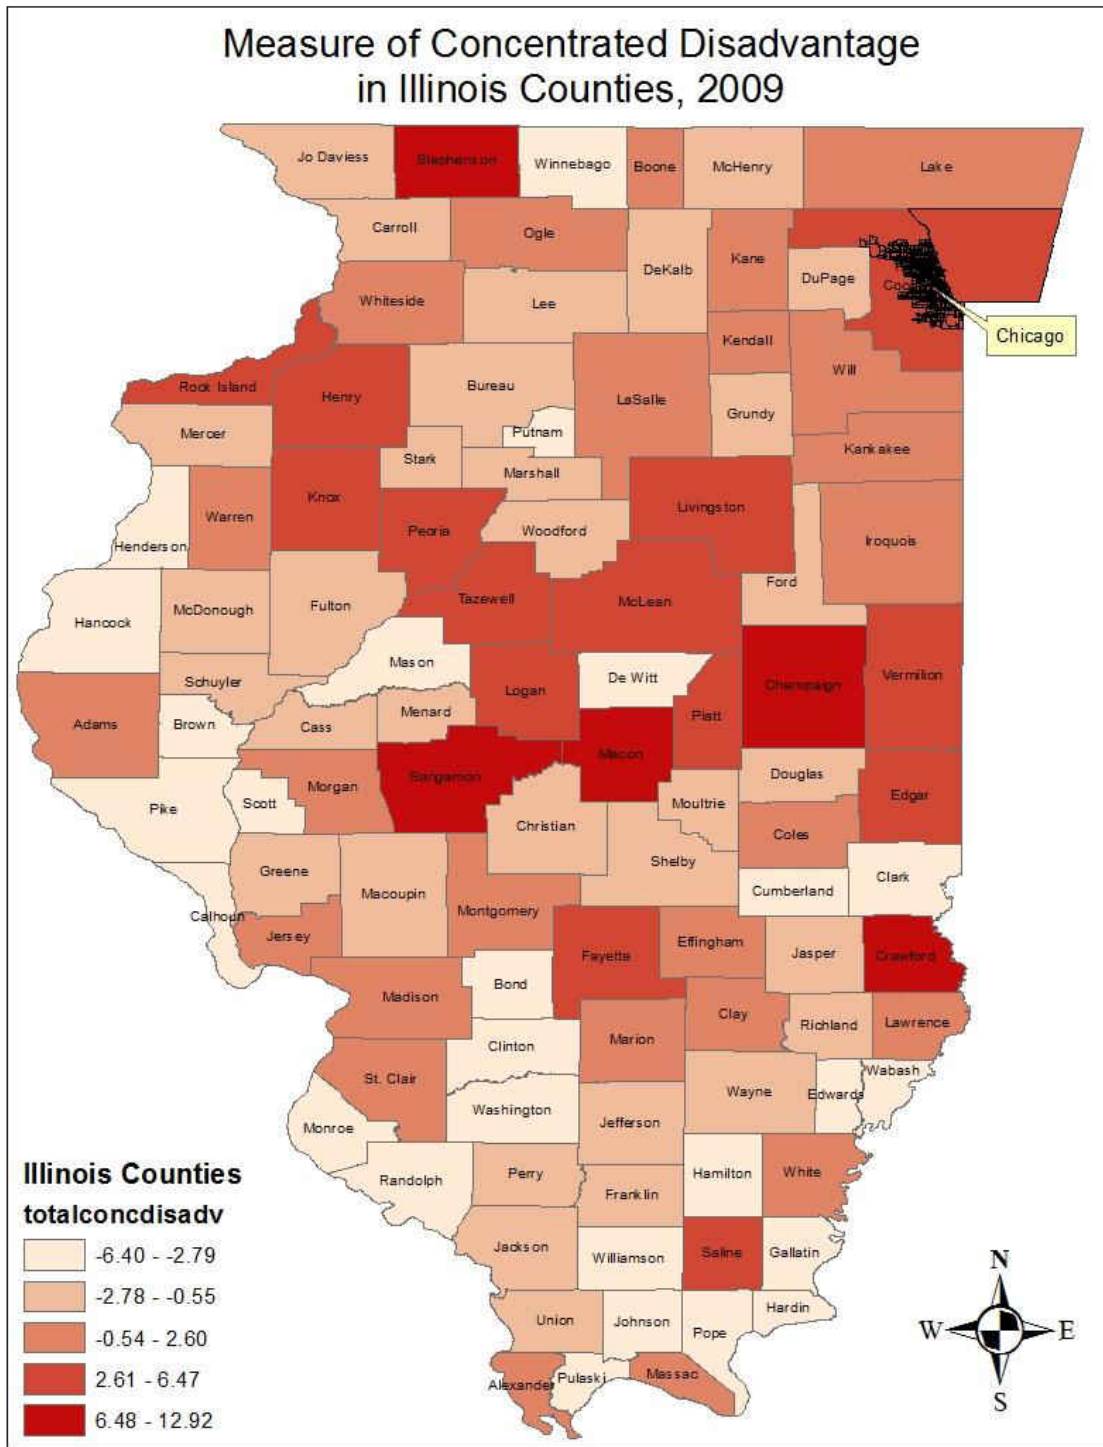 Measure of Concentrated Disadvantage
in Illinois Counties, 2009
Jo Daviess
Stephenson
Winnebago
Boone
McHenry
Lake
Carroll
Ogle
DeKalb
Kane
DuPage
Whiteside
Lee
Chicago
Kendall
Will
Rock Island
Henry
Bureau
LaSalle
Grundy
Mercer
Putnam
Kankakee
Stark
Marshall
Knox
Peoria
Livingston
Warren
Woodford
Iroquois
Henderson
Ford
Tazewell
McLean
McDonough
Fulton
Hancock
Mason
De Witt
Vermilion
Champaign
Schuyler
Logan
Menard
Piatt
Adams
Brown
Cass
Macon
Sangamon
Douglas
Morgan
Edgar
Scott
Moultrie
Pike
Christian
Coles
Shelby
Greene
Clark
Macoupin
Cumberland
Montgomery
Calhoun
Jersey
Effingham
Fayette
Jasper
Crawford
Bond
Madison
Clay
Richland
Lawrence
Marion
Clinton
Wabash
St. Clair
Wayne
Edwards
Washington
Jefferson
Monroe
Hamilton
White
Perry
Randolph
Franklin
Jackson
Williamson
Saline
Gallatin
Hardin
Union
Johnson
Pope
Massac
Pulaski
Alexander
Illinois Counties
totalconcdisadv
-6.40 - -2.79
-2.78 - -0.55
-0.54 - 2.60
2.61 - 6.47
6.48 - 12.92
N
W E
S